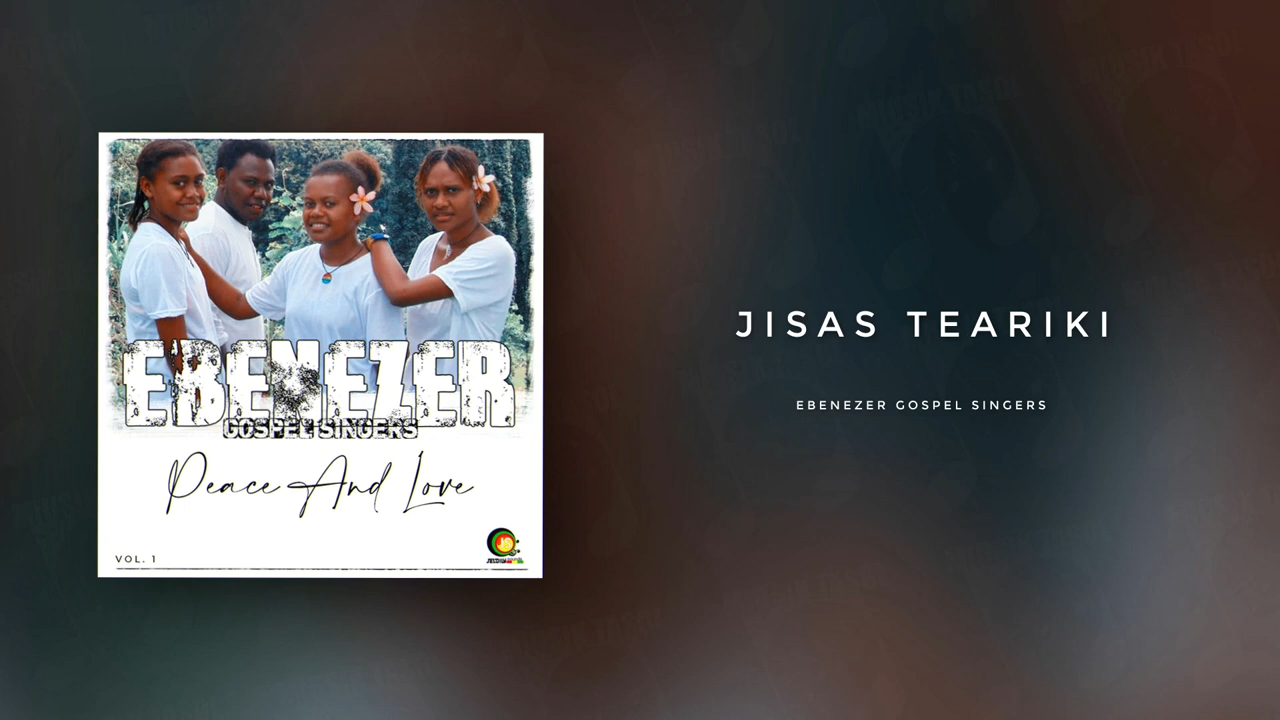 EBENEZER
GOSPEL SINGERS
Peace And Love
VOL. 1
JISAS TEARIKI
EBENEZER GOSPEL SINGERS